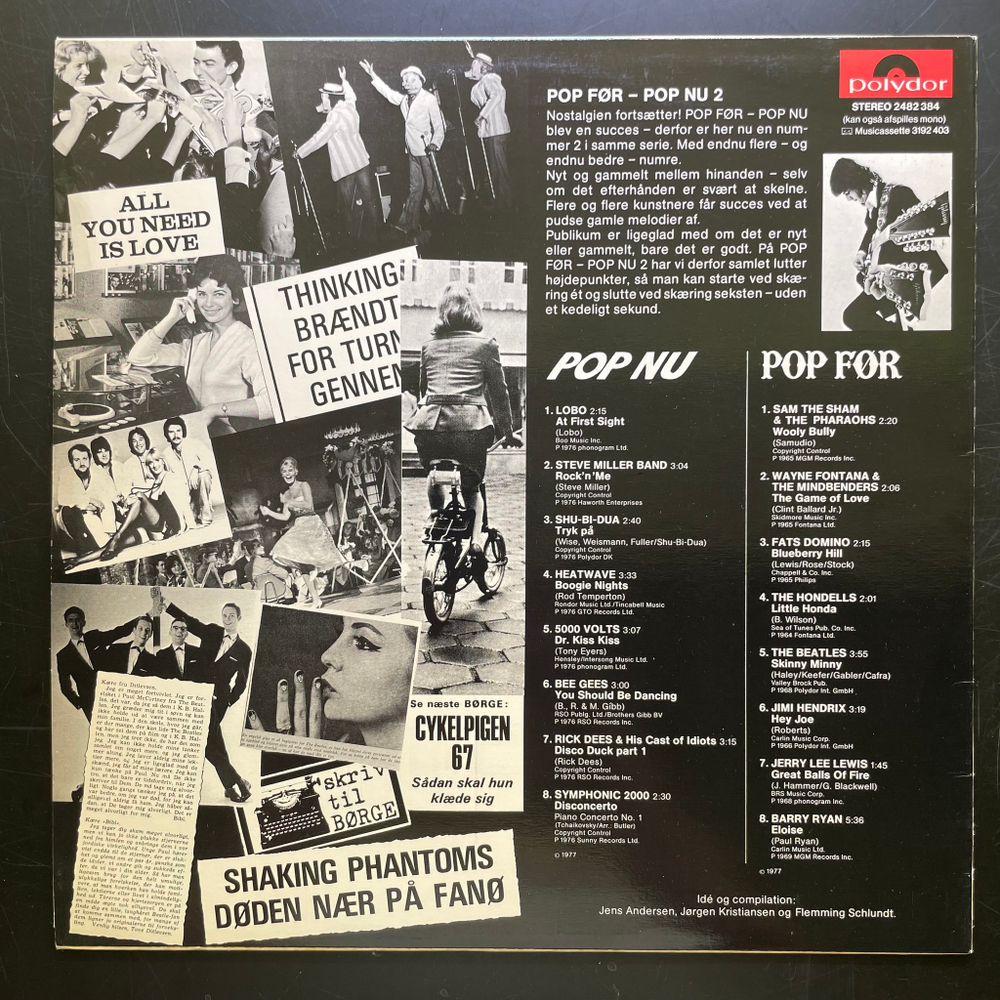 ALL
YOU NEED
IS LOVE
THINKING
BRÆNDT
FOR TURN
GENNEM
Se næste BØRGE:
CYKELPIGEN
67
Sådan skal hun
klæde sig
skriv
til
BØRGE
SHAKING PHANTOMS
DØDEN NÆR PÅ FANØ
Kære fru Ditlevsen.
Kære »Bibi«.
Venlig hilsen, Tove Ditlevsen.
POP FØR – POP NU 2
Nostalgien fortsætter! POP FØR – POP NU
blev en succes – derfor er her nu en num-
mer 2 i samme serie. Med endnu flere – og
endnu bedre – numre.
Nyt og gammelt mellem hinanden – selv
om det efterhånden er svært at skelne.
Flere og flere kunstnere får succes ved at
pudse gamle melodier af.
Publikum er ligeglad med om det er nyt
eller gammelt, bare det er godt. På POP
FØR – POP NU 2 har vi derfor samlet lutter
højdepunkter, så man kan starte ved skæ-
ring ét og slutte ved skæring seksten – uden
et kedeligt sekund.
polydor
STEREO 2482 384
(kan også afspilles mono)
Musicassette 3192 403
POP NU
1. LOBO 2:15
At First Sight
(Lobo)
Boo Music Inc.
P 1976 phonogram Ltd.
2. STEVE MILLER BAND 3:04
Rock'n'Me
(Steve Miller)
Copyright Control
P 1976 Haworth Enterprises
3. SHU-BI-DUA 2:40
Tryk på
(Wise, Weismann, Fuller/Shu-Bi-Dua)
Copyright Control
P 1976 Polydor DK
4. HEATWAVE 3:33
Boogie Nights
(Rod Temperton)
Rondor Music Ltd./Tincabell Music
P 1976 GTO Records Ltd.
5. 5000 VOLTS 3:07
Dr. Kiss Kiss
(Tony Eyers)
Hensley/Intersong Music Ltd.
P 1976 phonogram Ltd.
6. BEE GEES 3:00
You Should Be Dancing
(B., R. & M. Gibb)
RSO Publg. Ltd./Brothers Gibb BV
P 1976 RSO Records Inc.
7. RICK DEES & His Cast of Idiots 3:15
Disco Duck part 1
(Rick Dees)
Copyright Control
P 1976 RSO Records Inc.
8. SYMPHONIC 2000 2:30
Disconcerto
Piano Concerto No. 1
(Tchaikovsky/Arr.: Butler)
Copyright Control
P 1976 Sunny Records Ltd.
© 1977
POP FØR
1. SAM THE SHAM
& THE PHARAOHS 2:20
Wooly Bully
(Samudio)
Copyright Control
P 1965 MGM Records Inc.
2. WAYNE FONTANA &
THE MINDBENDERS 2:06
The Game of Love
(Clint Ballard Jr.)
Skidmore Music Inc.
P 1965 Fontana Ltd.
3. FATS DOMINO 2:15
Blueberry Hill
(Lewis/Rose/Stock)
Chappell & Co. Inc.
P 1965 Philips
4. THE HONDELLS 2:01
Little Honda
(B. Wilson)
Sea of Tunes Pub. Co. Inc.
P 1964 Fontana Ltd.
5. THE BEATLES 3:55
Skinny Minny
(Haley/Keefer/Gabler/Cafra)
Valley Brock Pub.
P 1968 Polydor Int. GmbH
6. JIMI HENDRIX 3:19
Hey Joe
(Roberts)
Carlin Music Corp.
P 1966 Polydor Int. GmbH
7. JERRY LEE LEWIS 1:45
Great Balls Of Fire
(J. Hammer/G. Blackwell)
BRS Music Corp.
P 1968 phonogram Inc.
8. BARRY RYAN 5:36
Eloise
(Paul Ryan)
Carlin Music Ltd.
P 1969 MGM Records Inc.
© 1977
Idé og compilation:
Jens Andersen, Jørgen Kristiansen og Flemming Schlundt.